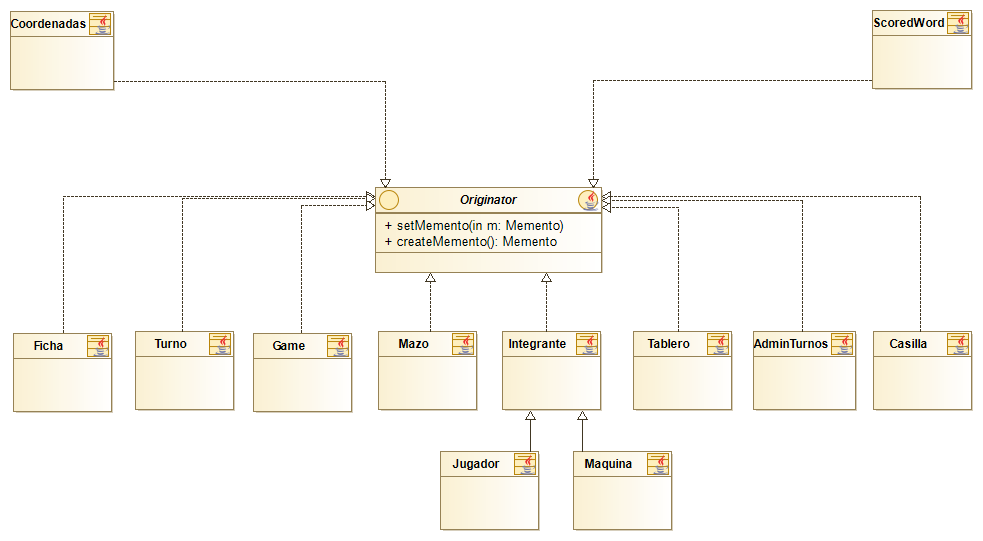 Coordenadas
ScoredWord
Originator
+ setMemento(in m: Memento)
+ createMemento(): Memento
Ficha
Turno
Game
Mazo
Integrante
Tablero
AdminTurnos
Casilla
Jugador
Maquina